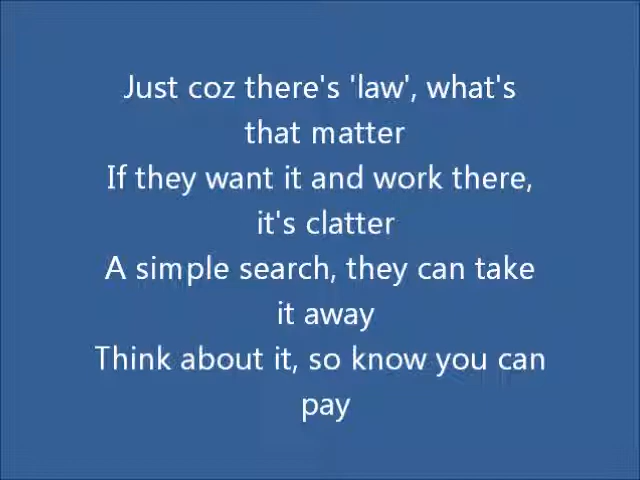 Just coz there's 'law', what's
that matter
If they want it and work there,
it's clatter
A simple search, they can take
it away
Think about it, so know you can
pay